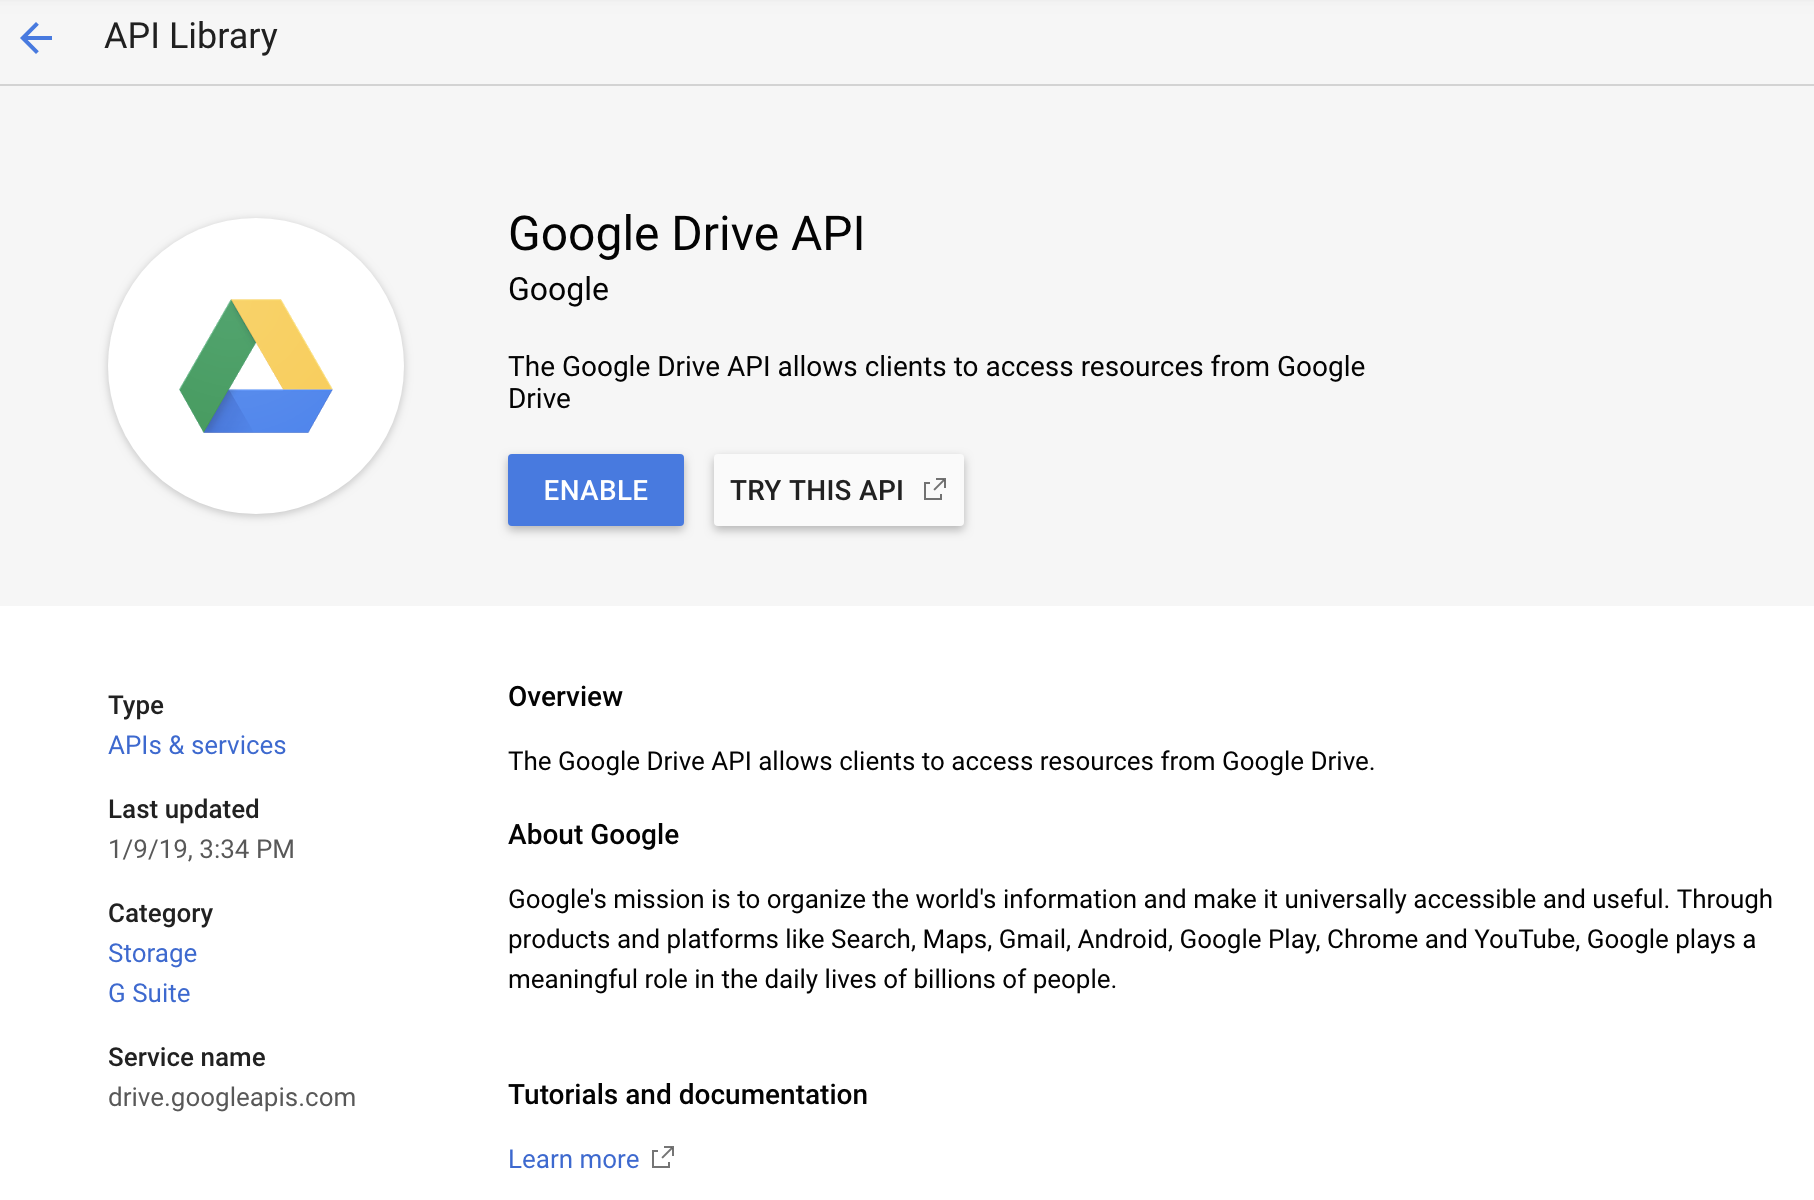 API Library
Google Drive API
Google
The Google Drive API allows clients to access resources from Google
Drive
ENABLE
TRY THIS API
Type
APIs & services
Last updated
1/9/19, 3:34 PM
Category
Storage
G Suite
Service name
drive.googleapis.com
Overview
The Google Drive API allows clients to access resources from Google Drive.
About Google
Google's mission is to organize the world's information and make it universally accessible and useful. Through
products and platforms like Search, Maps, Gmail, Android, Google Play, Chrome and YouTube, Google plays a
meaningful role in the daily lives of billions of people.
Tutorials and documentation
Learn more